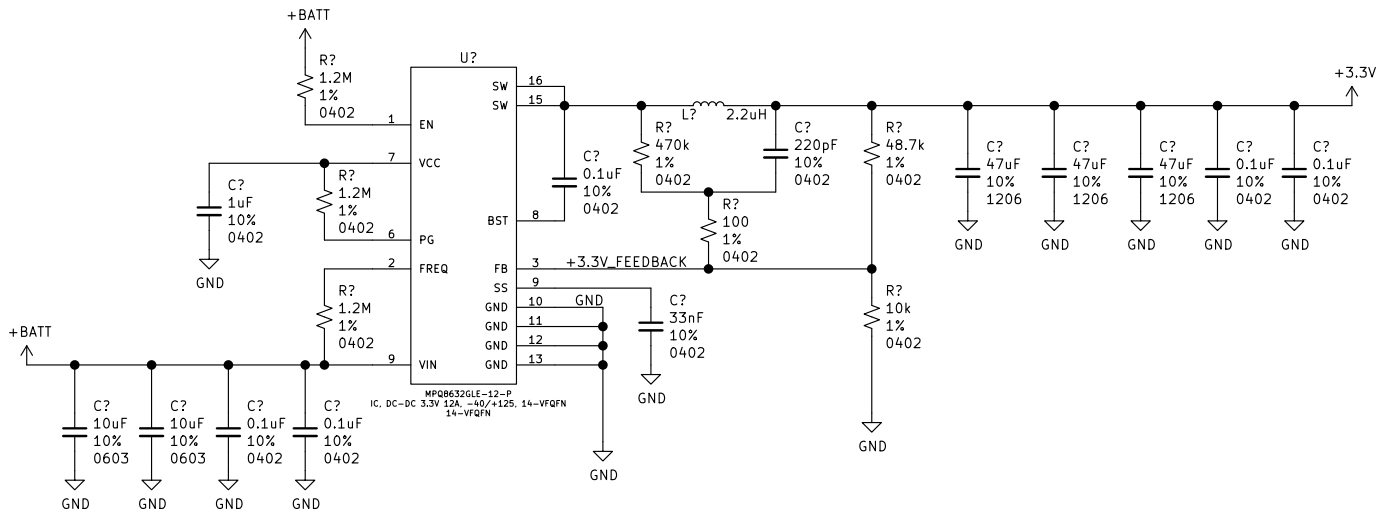 +BATT
R?
1.2M
1%
0402
U?
1
EN
7
VCC
6
PG
2
FREQ
9
VIN
SW
16
SW
15
BST
8
FB
3
SS
9
GND
10
GND
11
GND
12
GND
13
MPQ8632GLE-12-P
IC, DC-DC 3.3V 12A, -40/+125, 14-VFQFN
14-VFQFN
C?
1uF
10%
0402
GND
R?
1.2M
1%
0402
R?
1.2M
1%
0402
+BATT
C?
10uF
10%
0603
GND
C?
10uF
10%
0603
GND
C?
0.1uF
10%
0402
GND
C?
0.1uF
10%
0402
GND
C?
0.1uF
10%
0402
R?
470k
1%
0402
L?
2.2uH
C?
220pF
10%
0402
R?
100
1%
0402
+3.3V_FEEDBACK
GND
GND
C?
33nF
10%
0402
GND
R?
48.7k
1%
0402
R?
10k
1%
0402
GND
C?
47uF
10%
1206
GND
C?
47uF
10%
1206
GND
C?
47uF
10%
1206
GND
C?
0.1uF
10%
0402
GND
C?
0.1uF
10%
0402
GND
+3.3V